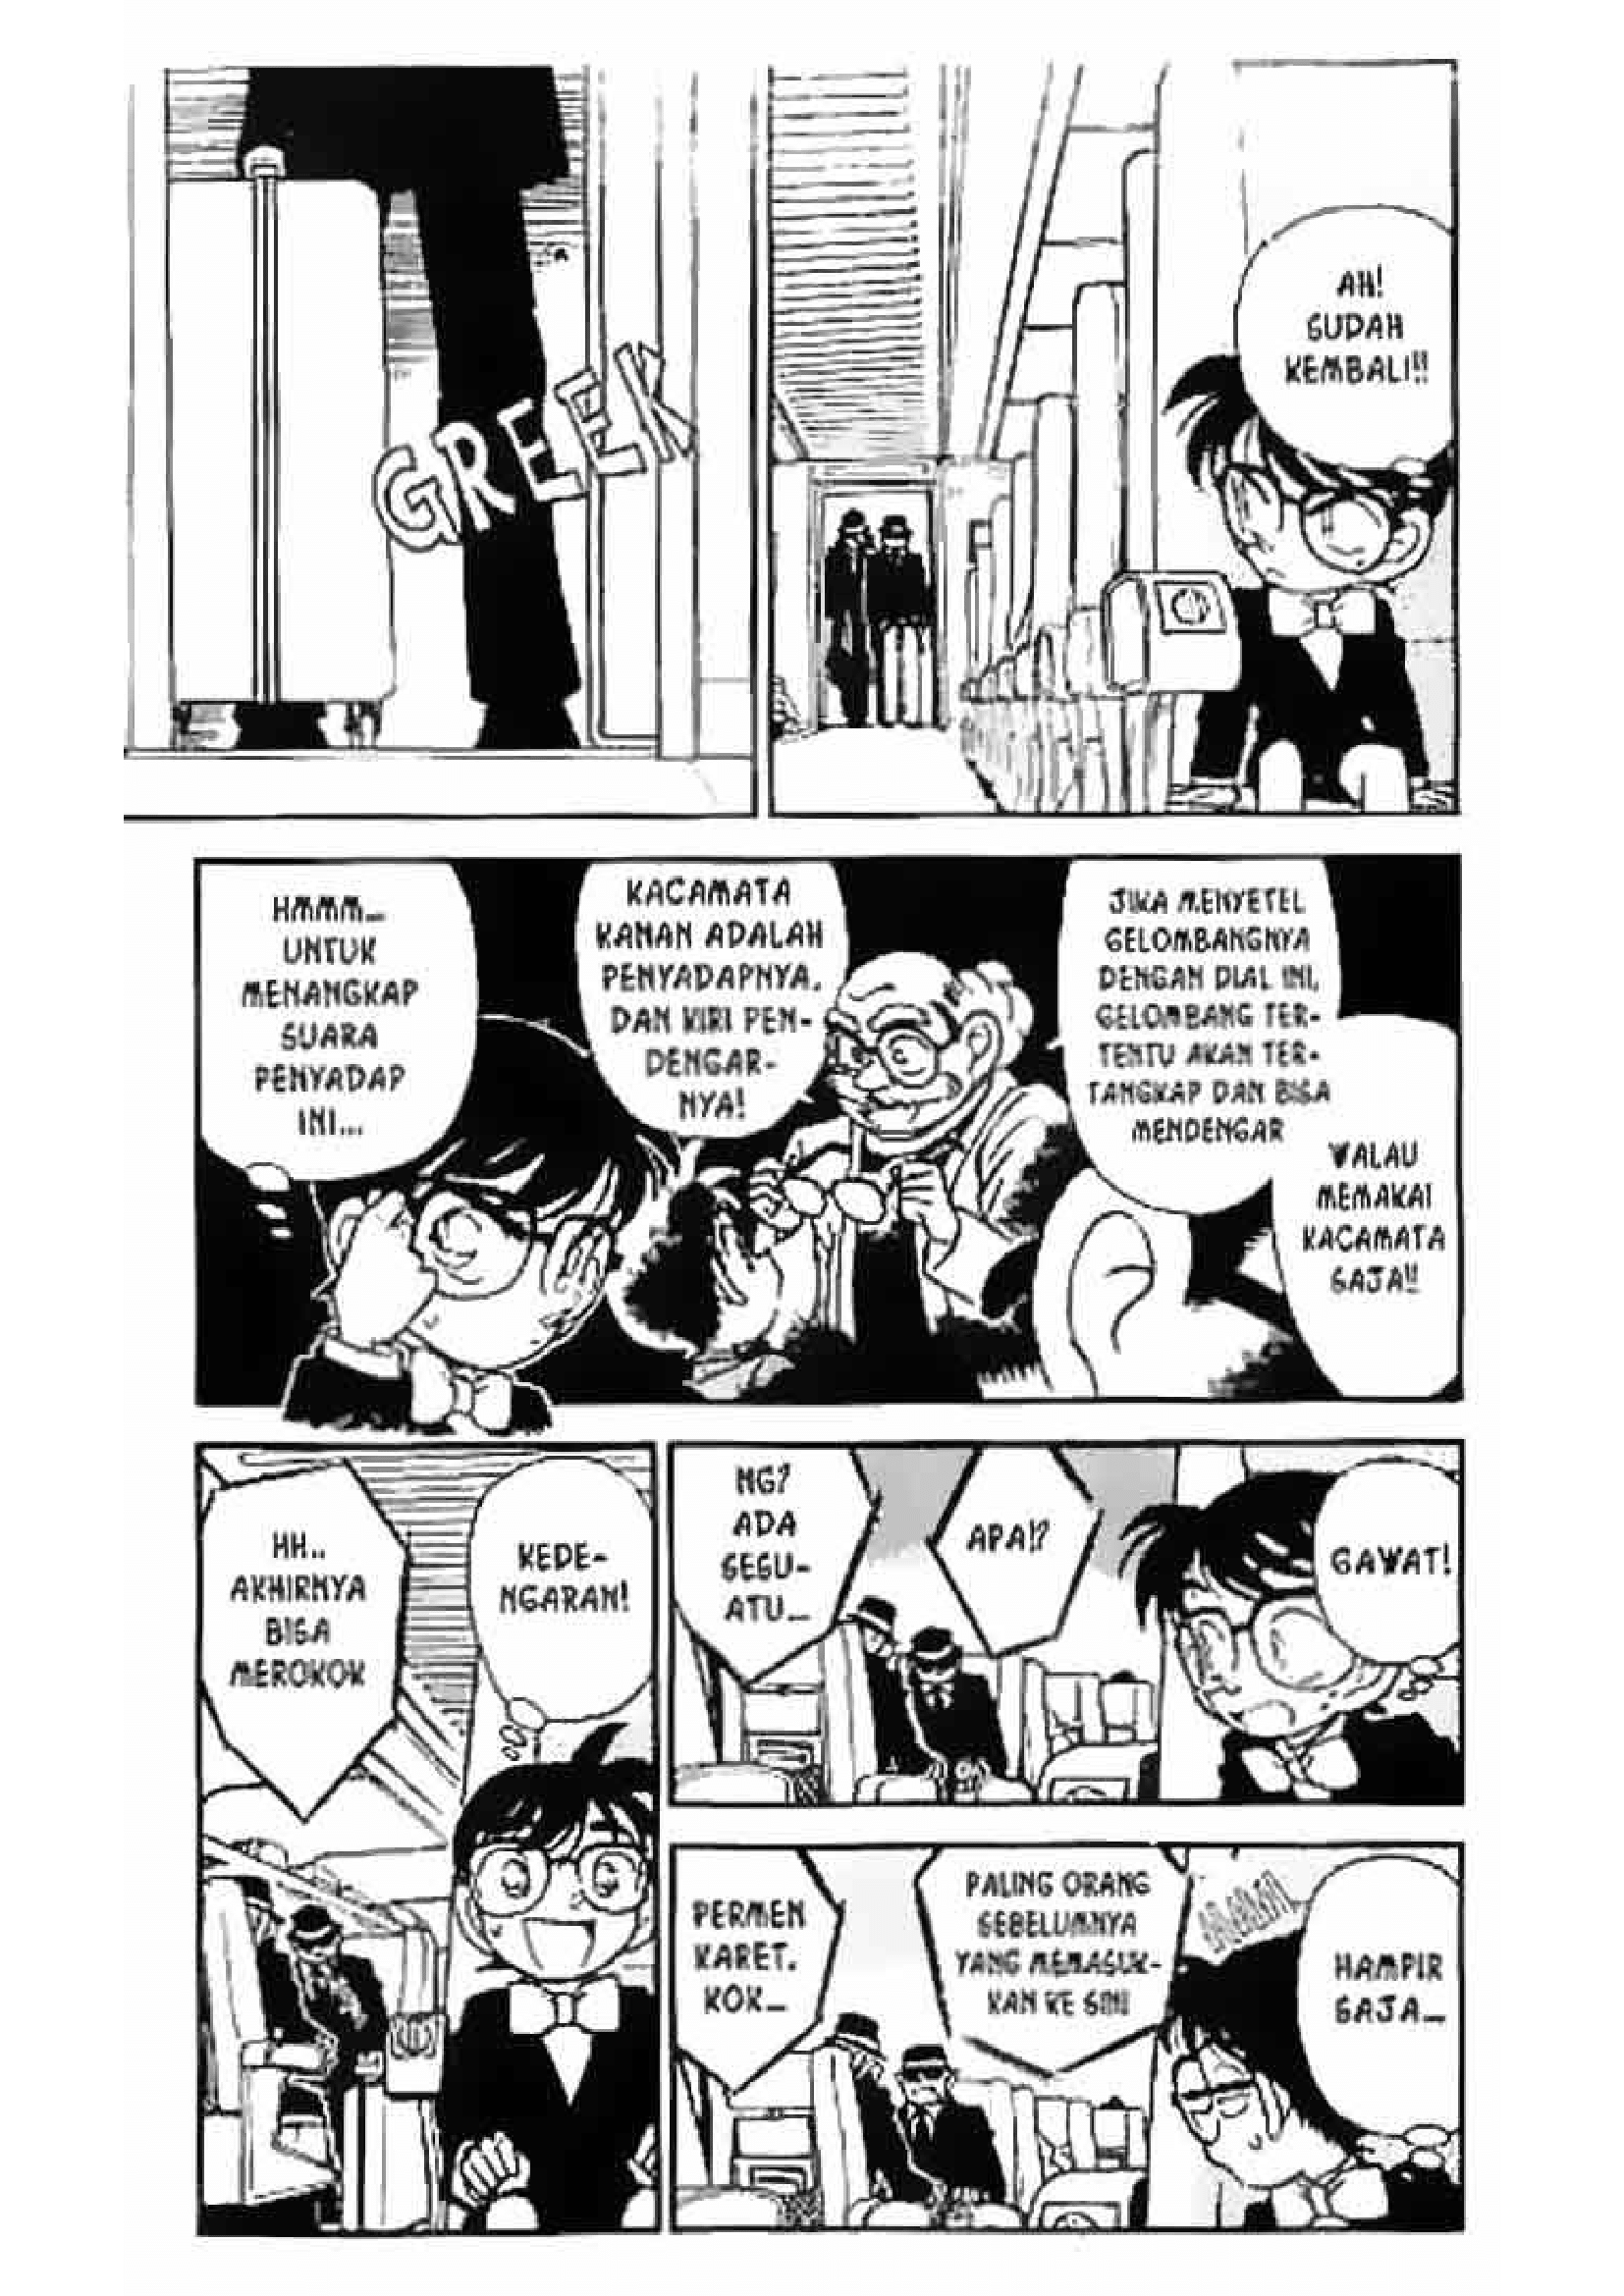 GREEEK
AH!
SUDAH
KEMBALI!!
HMMM...
UNTUK
MENANGKAP
SUARA
PENYADAP
INI...
KACAMATA
KANAN ADALAH
PENYADAPNYA.
DAN KIRI PEN-
DENGAR-
NYA!
JIKA MENYETEL
GELOMBANGNYA
DENGAN DIAL INI,
GELOMBANG TER-
TENTU AKAN TER-
TANGKAP DAN BISA
MENDENGAR
WALAU
MEMAKAI
KACAMATA
SAJA!!
HH..
AKHIRNYA
BISA
MEROKOK
KEDE-
NGARAN!
NG?
ADA
SESU-
ATU...
APA!?
GAWAT!
PERMEN
KARET.
KOK...
PALING ORANG
SEBELUMNYA
YANG MEMASUK-
KAN KE SINI
HAMPIR
SAJA...